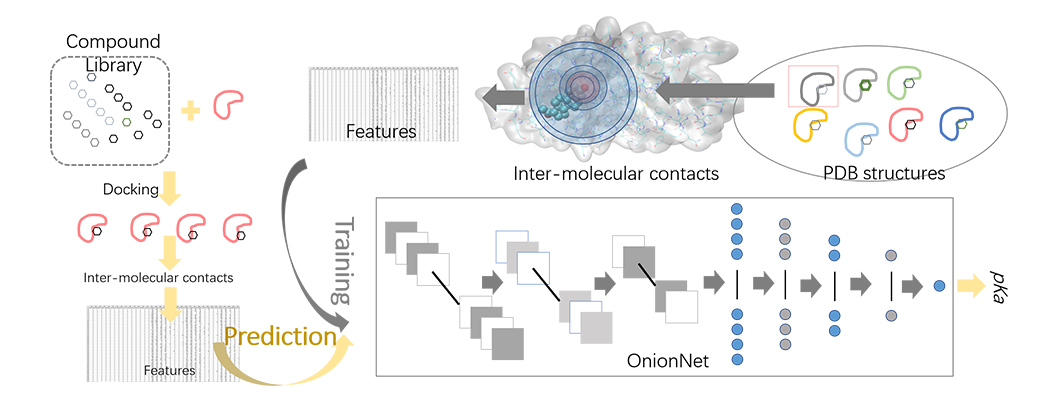 Compound
Library
Docking
Inter-molecular contacts
Features
Prediction
Features
Training
Inter-molecular contacts
PDB structures
OnionNet
pKa